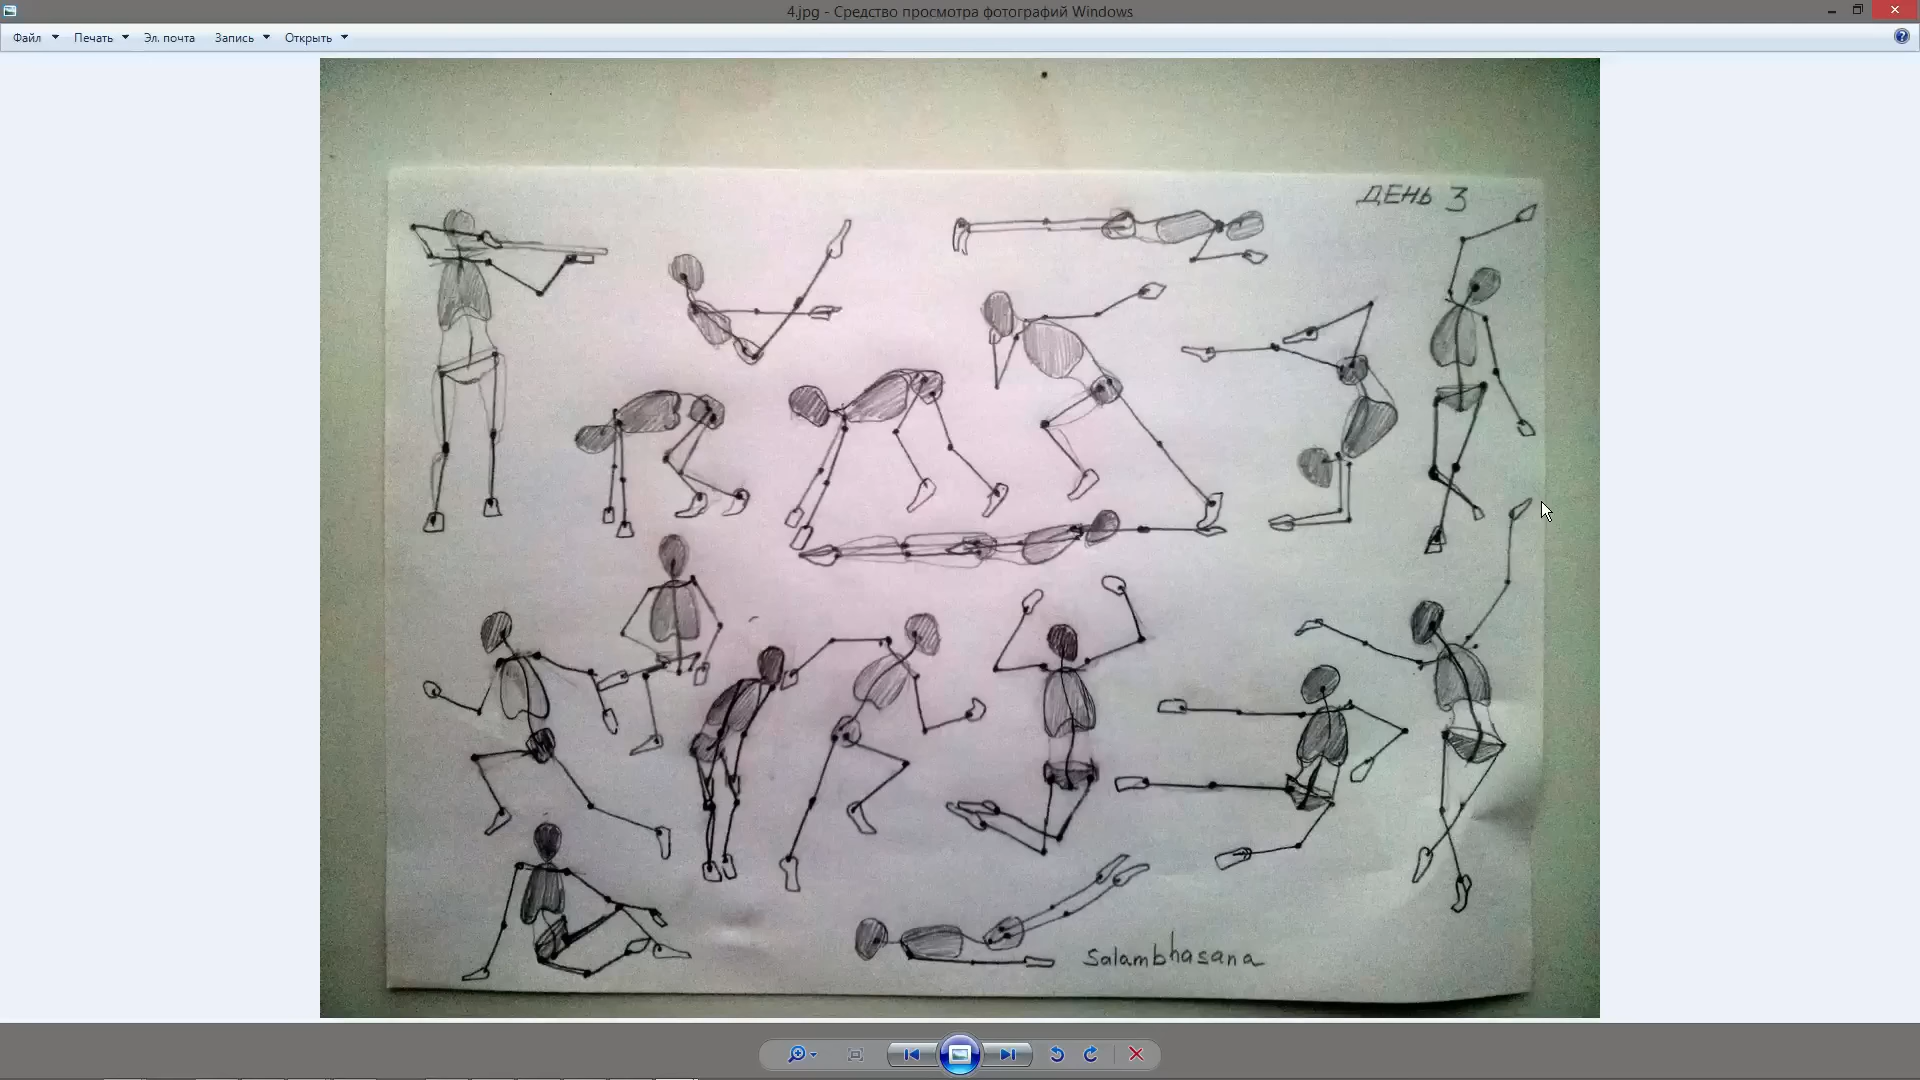 4.jpg - Средство просмотра фотографий Windows
Файл Печать Эл. почта Запись Открыть
ДЕНЬ 3
Salambhasana